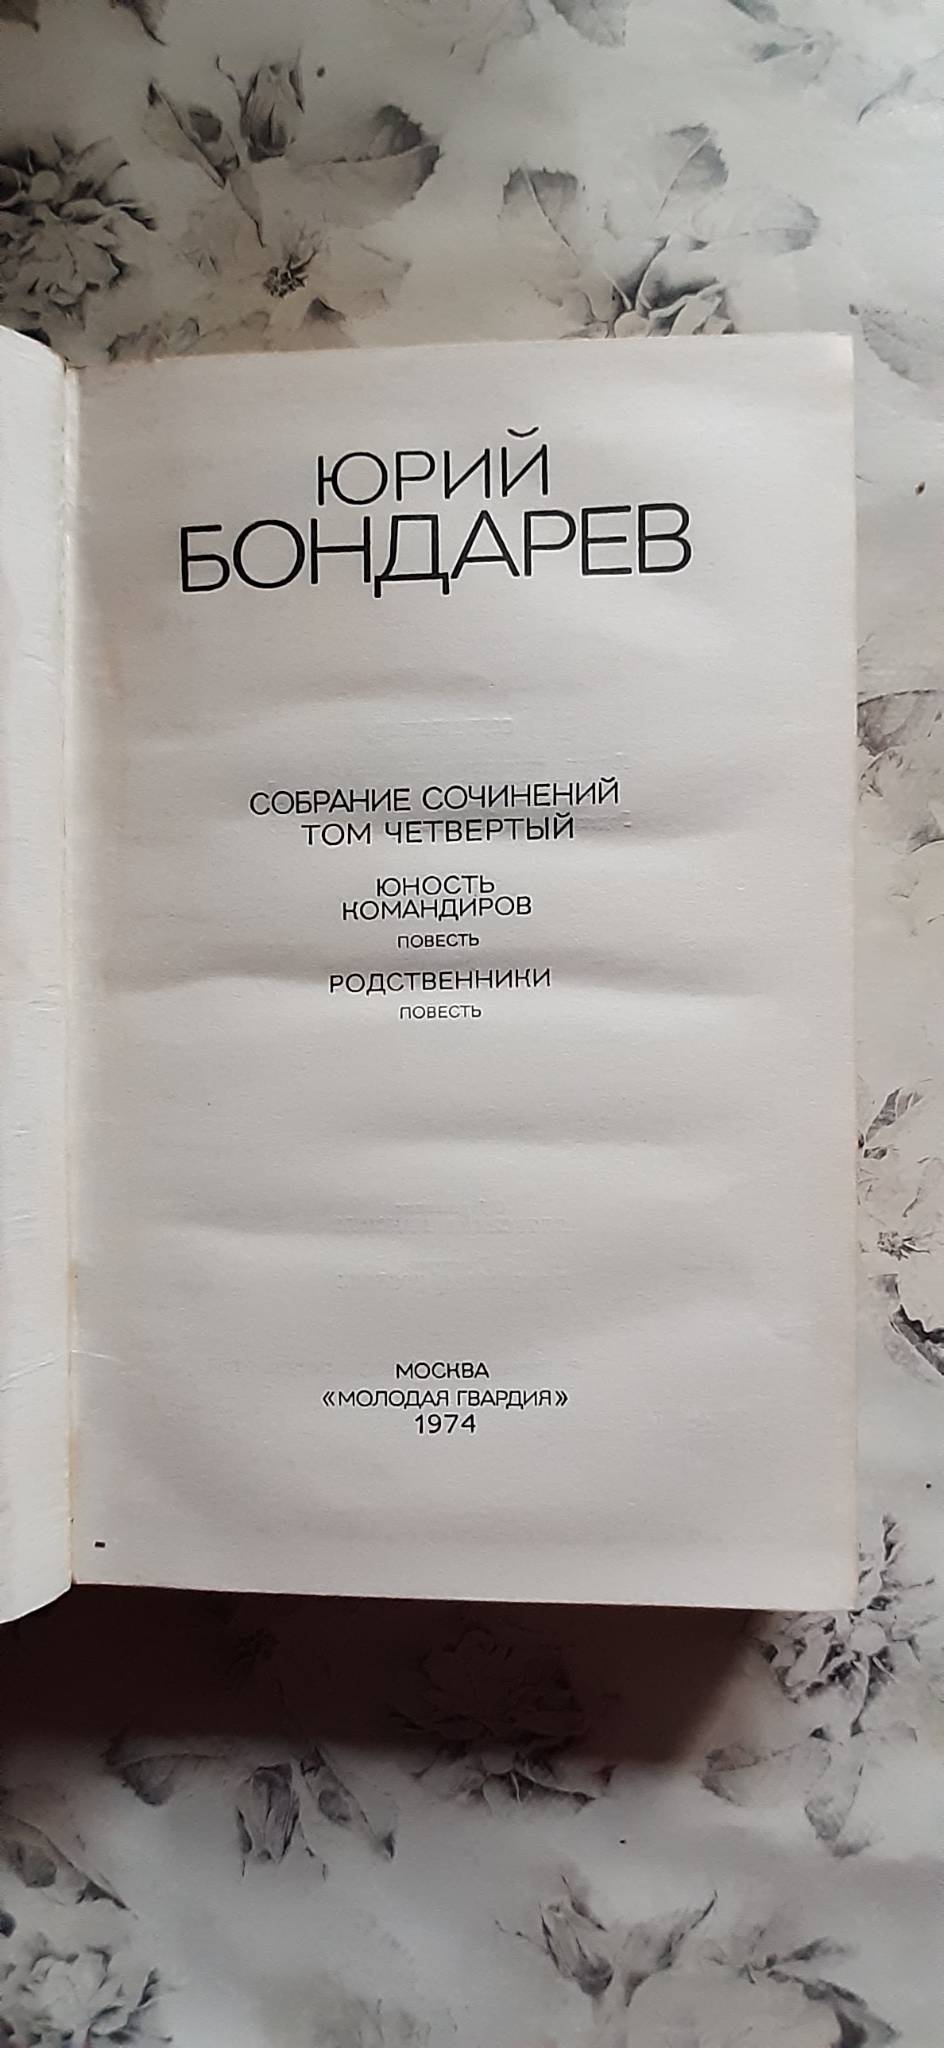 ЮРИЙ
БОНДАРЕВ
СОБРАНИЕ СОЧИНЕНИЙ
ТОМ ЧЕТВЕРТЫЙ
ЮНОСТЬ
КОМАНДИРОВ
ПОВЕСТЬ
РОДСТВЕННИКИ
ПОВЕСТЬ
МОСКВА
«МОЛОДАЯ ГВАРДИЯ»
1974